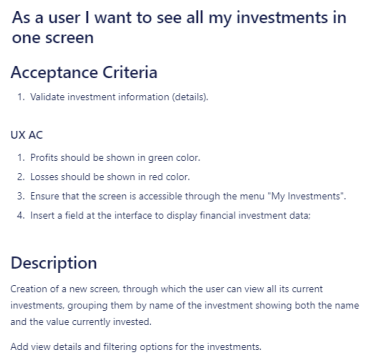 As a user I want to see all my investments in
one screen
Acceptance Criteria
1. Validate investment information (details).
UX AC
1. Profits should be shown in green color.
2. Losses should be shown in red color.
3. Ensure that the screen is accessible through the menu "My Investments".
4. Insert a field at the interface to display financial investment data;
Description
Creation of a new screen, through which the user can view all its current
investments, grouping them by name of the investment showing both the name
and the value currently invested.
Add view details and filtering options for the investments.